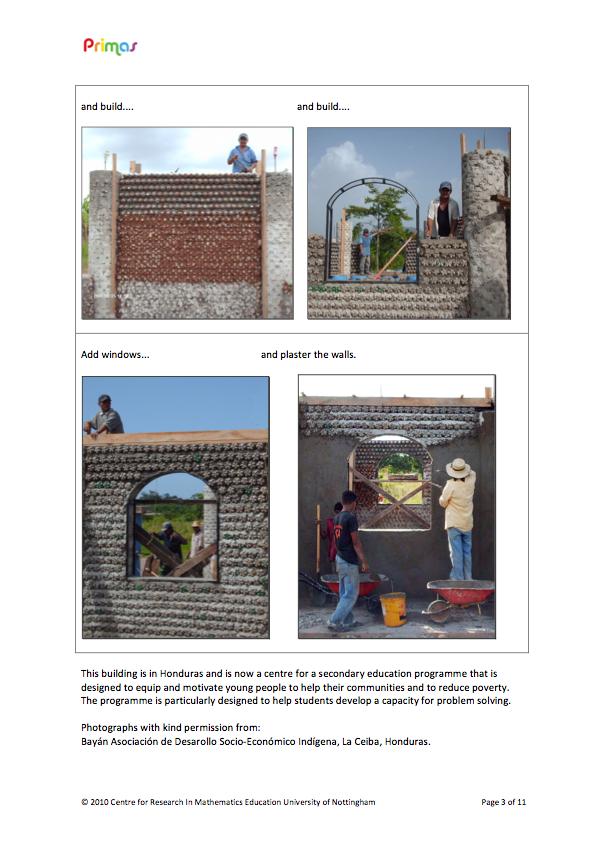 Primas
and build.... and build....
Add windows... and plaster the walls.
This building is in Honduras and is now a centre for a secondary education programme that is
designed to equip and motivate young people to help their communities and to reduce poverty.
The programme is particularly designed to help students develop a capacity for problem solving.
Photographs with kind permission from:
Bayán Asociación de Desarollo Socio-Económico Indígena, La Ceiba, Honduras.
© 2010 Centre for Research In Mathematics Education University of Nottingham Page 3 of 11